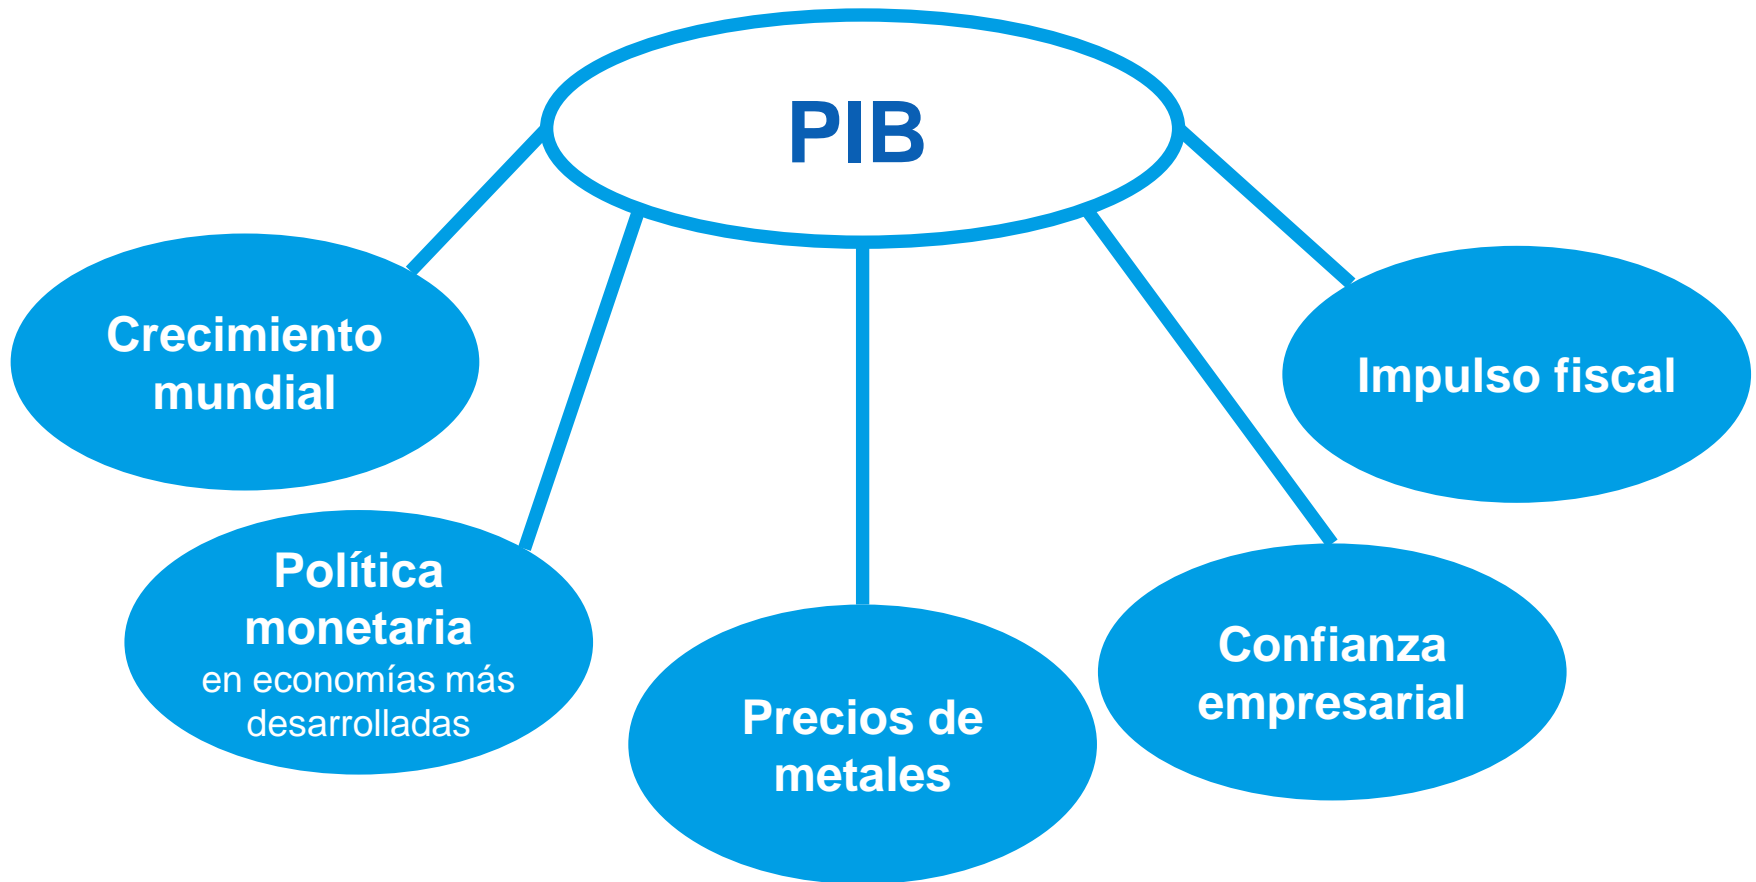 PIB
Crecimiento
mundial
Impulso fiscal
Política
monetaria
en economías más
desarrolladas
Precios de
metales
Confianza
empresarial